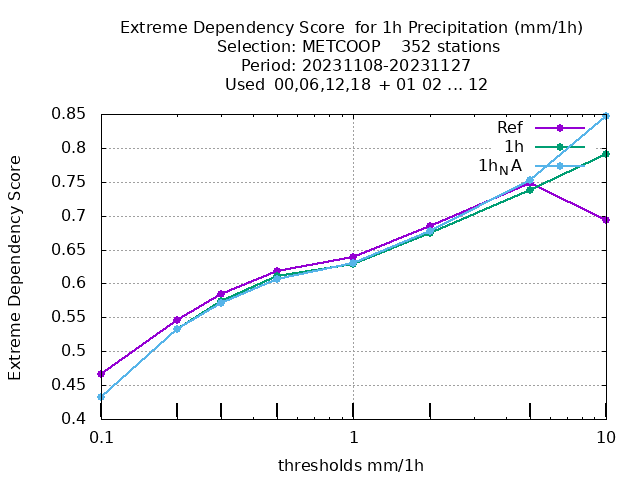 Extreme Dependency Score  for 1h Precipitation (mm/1h)
Selection: METCOOP    352 stations
Period: 20231108-20231127
Used  00,06,12,18  + 01 02 ... 12
Extreme Dependency Score
0.85
0.8
0.75
0.7
0.65
0.6
0.55
0.5
0.45
0.4
Ref
1h
1hNA
0.1
1
10
thresholds mm/1h